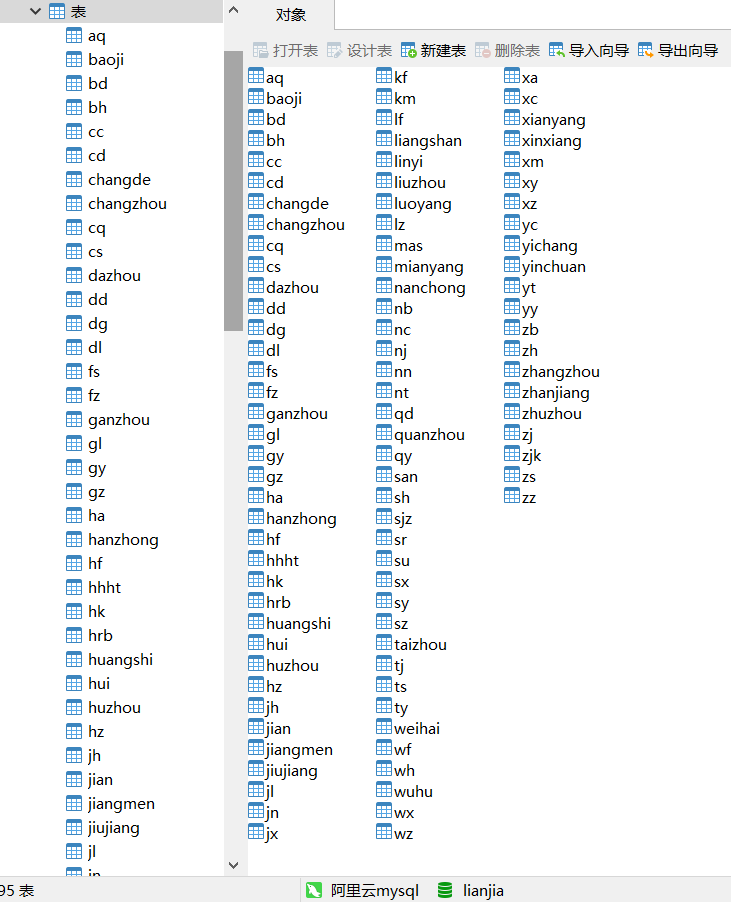 表
aq
baoji
bd
bh
cc
cd
changde
changzhou
cq
cs
dazhou
dd
dg
dl
fs
fz
ganzhou
gl
gy
gz
ha
hanzhong
hf
hhht
hk
hrb
huangshi
hui
huzhou
hz
jh
jian
jiangmen
jiujiang
jl
jn
对象
打开表 设计表 新建表 删除表 导入向导 导出向导
aq
baoji
bd
bh
cc
cd
changde
changzhou
cq
cs
dazhou
dd
dg
dl
fs
fz
ganzhou
gl
gy
gz
ha
hanzhong
hf
hhht
hk
hrb
huangshi
hui
huzhou
hz
jh
jian
jiangmen
jiujiang
jl
jn
jx
kf
km
lf
liangshan
linyi
liuzhou
luoyang
lz
mas
mianyang
nanchong
nb
nc
nj
nn
nt
qd
quanzhou
qy
san
sh
sjz
sr
su
sx
sy
sz
taizhou
tj
ts
ty
weihai
wf
wh
wuhu
wx
wz
xa
xc
xianyang
xinxiang
xm
xy
xz
yc
yichang
yinchuan
yt
yy
zb
zh
zhangzhou
zhanjiang
zhuzhou
zj
zjk
zs
zz
95 表 阿里云mysql lianjia